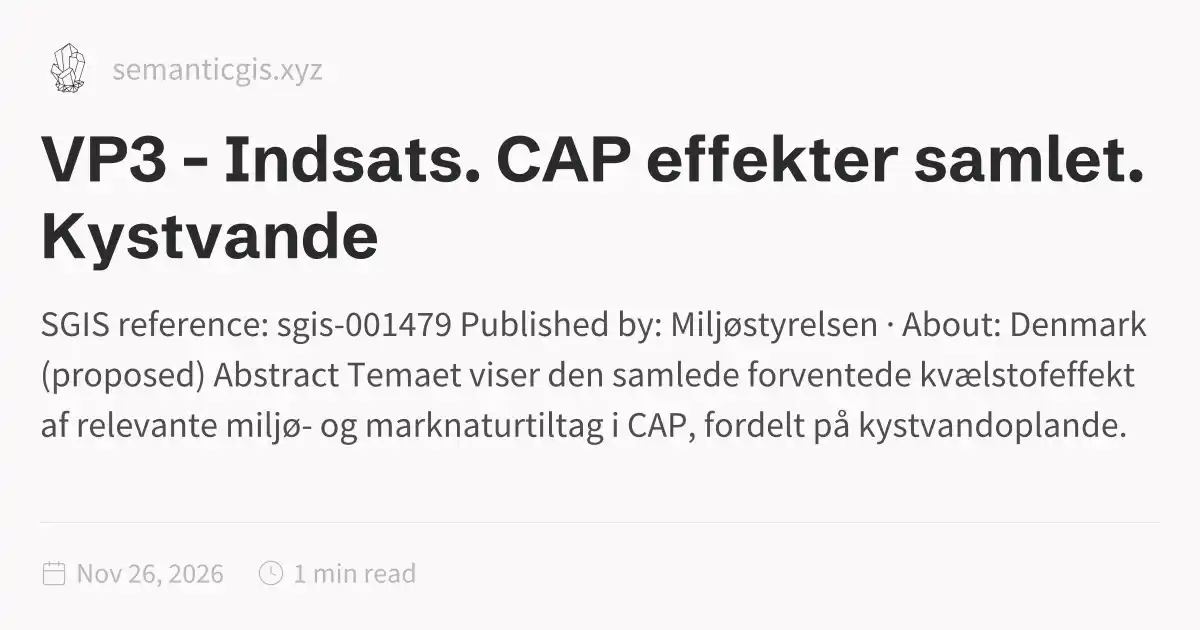 semanticgis.xyz
VP3 - Indsats. CAP effekter samlet.
Kystvande
SGIS reference: sgis-001479 Published by: Miljøstyrelsen · About: Denmark
(proposed) Abstract Temaet viser den samlede forventede kvælstofeffekt
af relevante miljø- og marknaturtiltag i CAP, fordelt på kystvandoplande.
Nov 26, 2026 1 min read